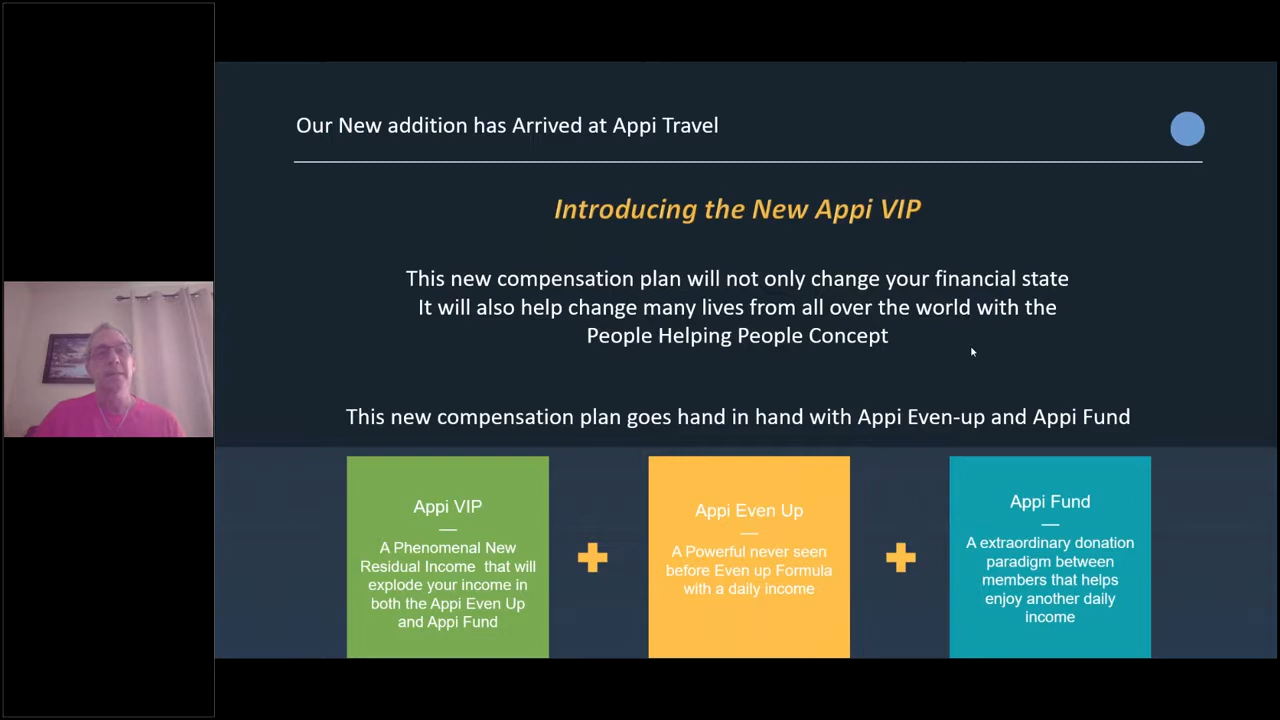 Our New addition has Arrived at Appi Travel
Introducing the New Appi VIP
This new compensation plan will not only change your financial state
It will also help change many lives from all over the world with the
People Helping People Concept
This new compensation plan goes hand in hand with Appi Even-up and Appi Fund
Appi VIP
A Phenomenal New
Residual Income that will
explode your income in
both the Appi Even Up
and Appi Fund
Appi Even Up
A Powerful never seen
before Even up Formula
with a daily income
Appi Fund
A extraordinary donation
paradigm between
members that helps
enjoy another daily
income